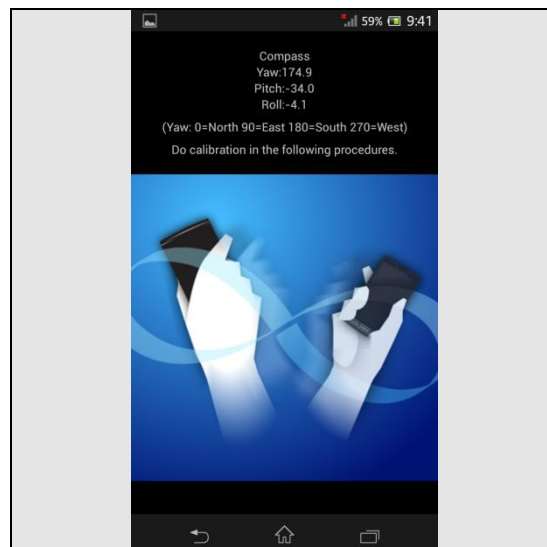 59% 9:41
Compass
Yaw:174.9
Pitch:-34.0
Roll:-4.1
(Yaw: 0=North 90=East 180=South 270=West)
Do calibration in the following procedures.